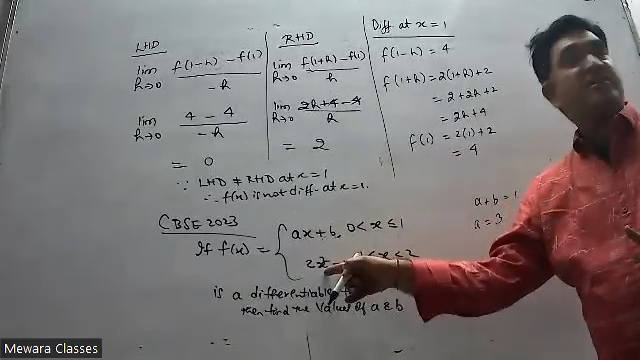 LHD
lim h→0 f(1-h) - f(1) / -h
lim h→0 4 - 4 / -h
= 0
∵ LHD ≠ RHD at x = 1
∴ f(x) is not diff. at x = 1.
RHD
lim h→0 f(1+h) - f(1) / h
lim h→0 2h+4-4 / h
= 2
Diff at x = 1
f(1-h) = 4
f(1+h) = 2(1+h)+2
= 2+2h+2
= 2h+4
f(1) = 2(1)+2
= 4
a+b = 1
a = 3
CBSE 2023
If f(x) = { ax+b, 0<x≤1
<x<2
is a differentiable
then find the values of a & b
Mewara Classes